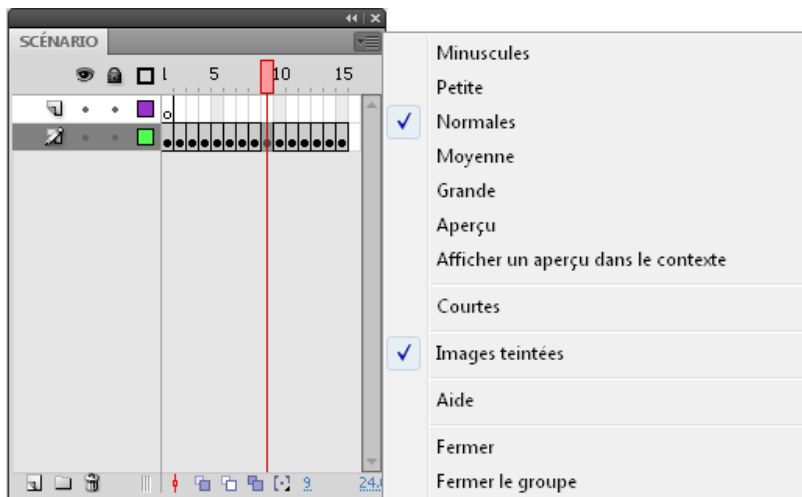 SCÉNARIO
1 5 10 15
9 24,
Minuscules
Petite
Normales
Moyenne
Grande
Aperçu
Afficher un aperçu dans le contexte
Courtes
Images teintées
Aide
Fermer
Fermer le groupe